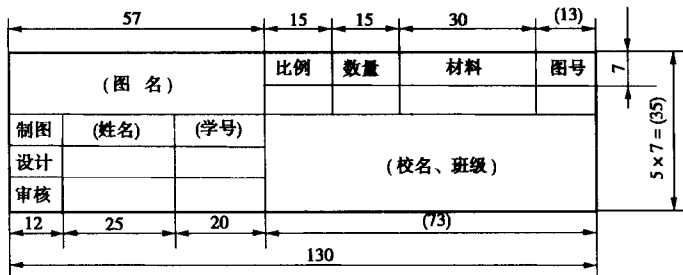 57 15 15 30 (13)
(图 名) 比例 数量 材料 图号 7
制图 (姓名) (学号)
设计 (校名、班级) 5×7=(35)
审核
12 25 20 (73)
130